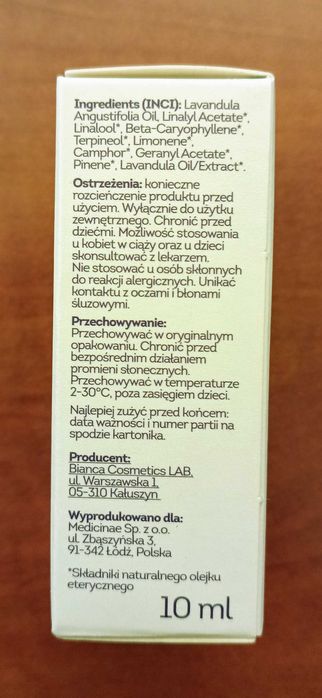 Ingredients (INCI): Lavandula
Angustifolia Oil, Linalyl Acetate*,
Linalool*, Beta-Caryophyllene*,
Terpineol*, Limonene*,
Camphor*, Geranyl Acetate*,
Pinene*, Lavandula Oil/Extract*.
Ostrzeżenia: konieczne
rozcieńczenie produktu przed
użyciem. Wyłącznie do użytku
zewnętrznego. Chronić przed
dziećmi. Możliwość stosowania
u kobiet w ciąży oraz u dzieci
skonsultować z lekarzem.
Nie stosować u osób skłonnych
do reakcji alergicznych. Unikać
kontaktu z oczami i błonami
śluzowymi.
Przechowywanie:
Przechowywać w oryginalnym
opakowaniu. Chronić przed
bezpośrednim działaniem
promieni słonecznych.
Przechowywać w temperaturze
2-30°C, poza zasięgiem dzieci.
Najlepiej zużyć przed końcem:
data ważności i numer partii na
spodzie kartonika.
Producent:
Bianca Cosmetics LAB,
ul. Warszawska 1,
05-310 Kałuszyn
Wyprodukowano dla:
Medicinae Sp. z o.o.
ul. Zbąszyńska 3,
91-342 Łódź, Polska
*Składniki naturalnego olejku
eterycznego
10 ml